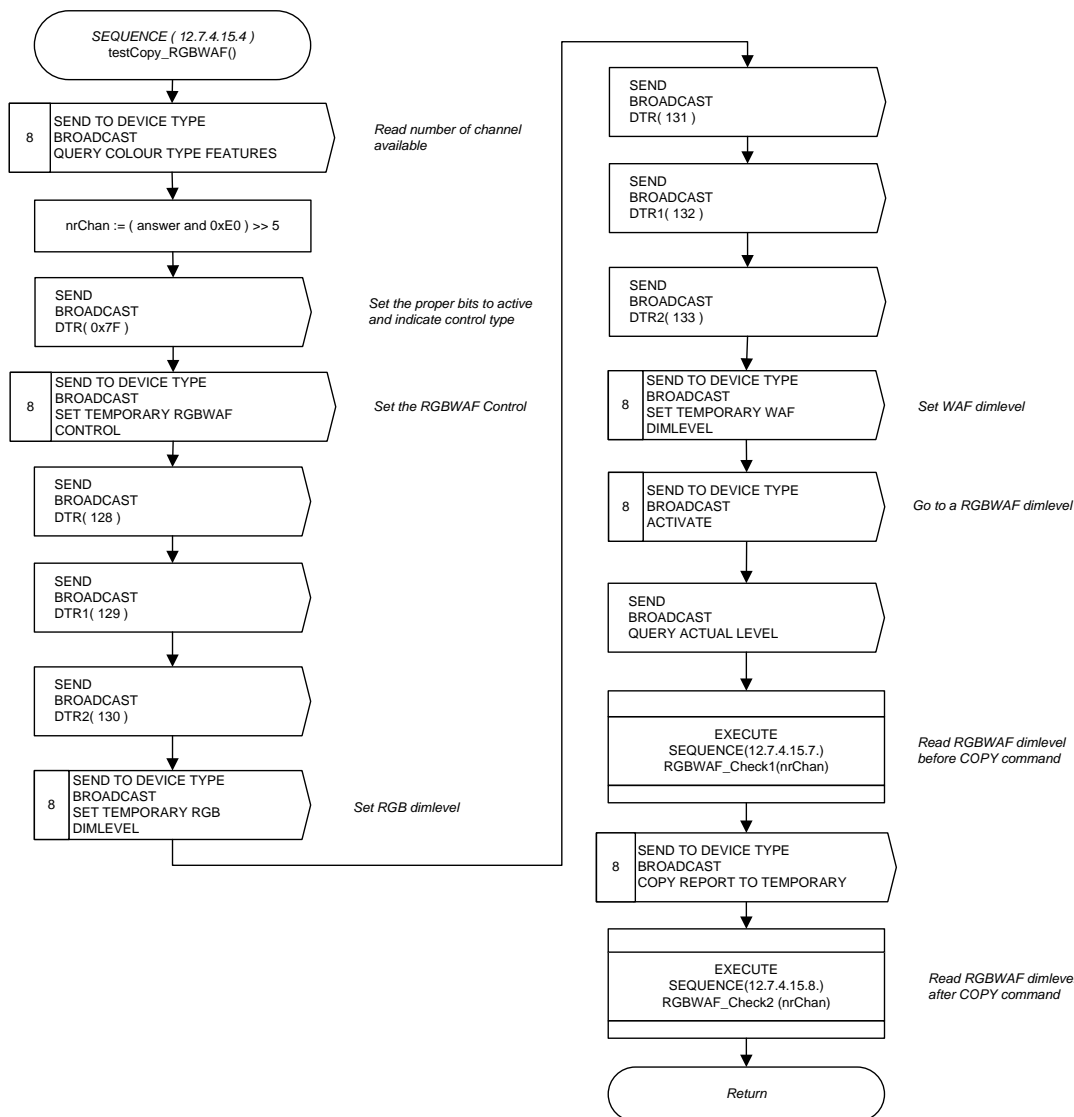 SEQUENCE ( 12.7.4.15.4 )
testCopy_RGBWAF()
8
SEND TO DEVICE TYPE
BROADCAST
QUERY COLOUR TYPE FEATURES
Read number of channel
available
nrChan := ( answer and 0xE0 ) >> 5
SEND
BROADCAST
DTR( 0x7F )
Set the proper bits to active
and indicate control type
8
SEND TO DEVICE TYPE
BROADCAST
SET TEMPORARY RGBWAF
CONTROL
Set the RGBWAF Control
SEND
BROADCAST
DTR( 128 )
SEND
BROADCAST
DTR1( 129 )
SEND
BROADCAST
DTR2( 130 )
8
SEND TO DEVICE TYPE
BROADCAST
SET TEMPORARY RGB
DIMLEVEL
Set RGB dimlevel
SEND
BROADCAST
DTR( 131 )
SEND
BROADCAST
DTR1( 132 )
SEND
BROADCAST
DTR2( 133 )
8
SEND TO DEVICE TYPE
BROADCAST
SET TEMPORARY WAF
DIMLEVEL
Set WAF dimlevel
8
SEND TO DEVICE TYPE
BROADCAST
ACTIVATE
Go to a RGBWAF dimlevel
SEND
BROADCAST
QUERY ACTUAL LEVEL
EXECUTE
SEQUENCE(12.7.4.15.7.)
RGBWAF_Check1(nrChan)
Read RGBWAF dimlevel
before COPY command
8
SEND TO DEVICE TYPE
BROADCAST
COPY REPORT TO TEMPORARY
EXECUTE
SEQUENCE(12.7.4.15.8.)
RGBWAF_Check2 (nrChan)
Read RGBWAF dimleve
after COPY command
Return